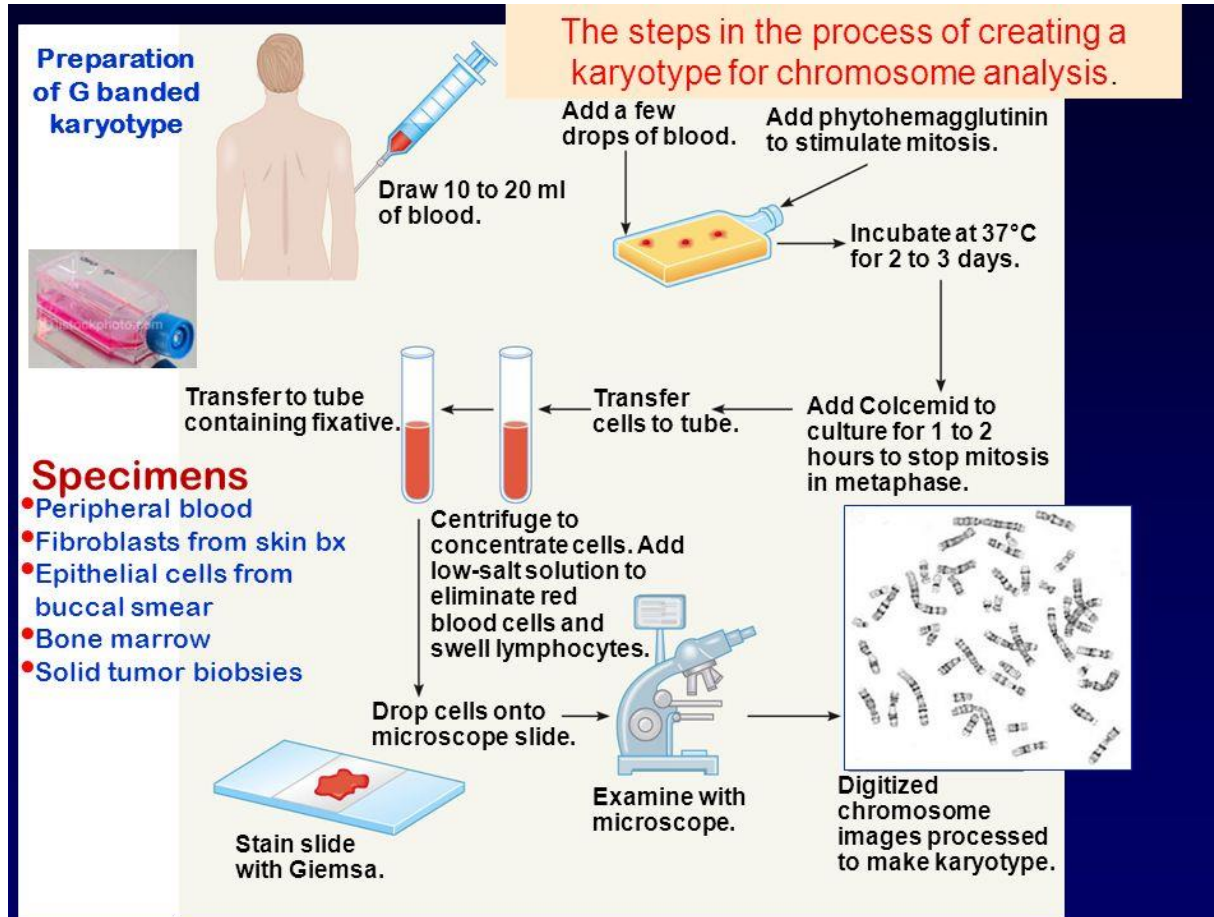 The steps in the process of creating a
karyotype for chromosome analysis.
Preparation
of G banded
karyotype
Draw 10 to 20 ml
of blood.
Add a few
drops of blood.
Add phytohemagglutinin
to stimulate mitosis.
Incubate at 37°C
for 2 to 3 days.
Add Colcemid to
culture for 1 to 2
hours to stop mitosis
in metaphase.
Transfer
cells to tube.
Transfer to tube
containing fixative.
Centrifuge to
concentrate cells. Add
low-salt solution to
eliminate red
blood cells and
swell lymphocytes.
Drop cells onto
microscope slide.
Stain slide
with Giemsa.
Examine with
microscope.
Digitized
chromosome
images processed
to make karyotype.
Specimens
•Peripheral blood
•Fibroblasts from skin bx
•Epithelial cells from
buccal smear
•Bone marrow
•Solid tumor biobsies